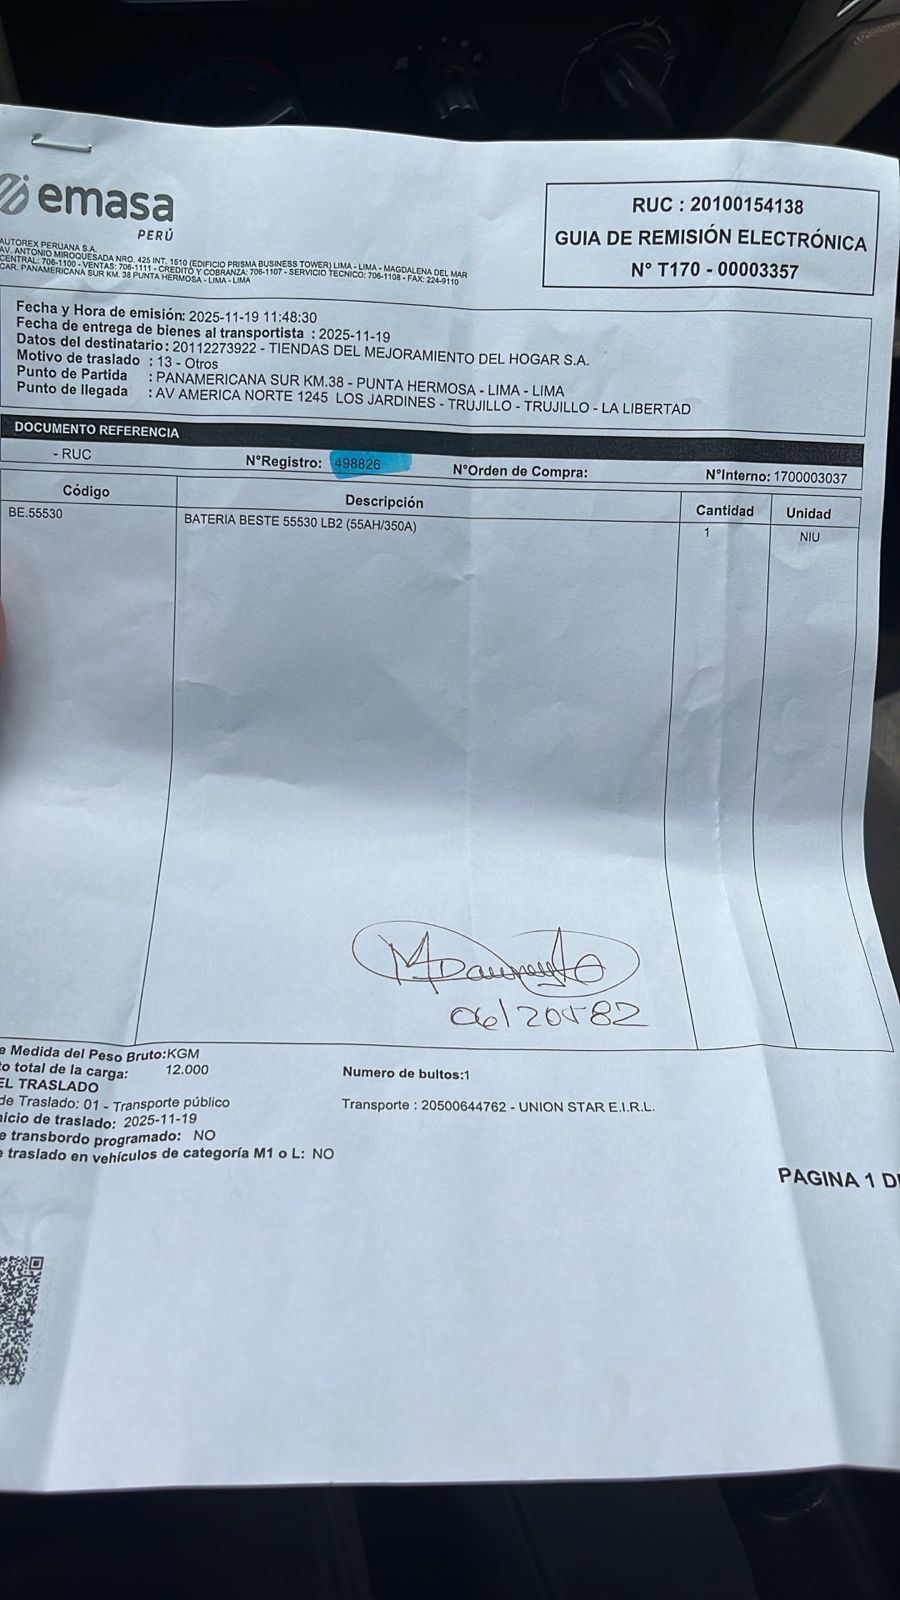 emasa
PERÚ
AUTOREX PERUANA S.A.
AV. ANTONIO MIROQUESADA NRO. 425 INT. 1510 (EDIFICIO PRISMA BUSINESS TOWER) LIMA - LIMA - MAGDALENA DEL MAR
CENTRAL: 706-1100 - VENTAS: 706-1111 - CREDITO Y COBRANZA: 706-1107 - SERVICIO TECNICO: 706-1108 - FAX: 224-9110
CAR. PANAMERICANA SUR KM. 38 PUNTA HERMOSA - LIMA - LIMA
RUC : 20100154138
GUIA DE REMISIÓN ELECTRÓNICA
N° T170 - 00003357
Fecha y Hora de emisión: 2025-11-19 11:48:30
Fecha de entrega de bienes al transportista : 2025-11-19
Datos del destinatario: 20112273922 - TIENDAS DEL MEJORAMIENTO DEL HOGAR S.A.
Motivo de traslado : 13 - Otros
Punto de Partida : PANAMERICANA SUR KM.38 - PUNTA HERMOSA - LIMA - LIMA
Punto de llegada : AV AMERICA NORTE 1245 LOS JARDINES - TRUJILLO - TRUJILLO - LA LIBERTAD
DOCUMENTO REFERENCIA
- RUC N°Registro: 498826 N°Orden de Compra: N°Interno: 1700003037
Código Descripción Cantidad Unidad
BE.55530 BATERIA BESTE 55530 LB2 (55AH/350A) 1 NIU
e Medida del Peso Bruto:KGM
to total de la carga: 12.000 Numero de bultos:1
EL TRASLADO
de Traslado: 01 - Transporte público Transporte : 20500644762 - UNION STAR E.I.R.L.
nicio de traslado: 2025-11-19
e transbordo programado: NO
e traslado en vehículos de categoría M1 o L: NO
PAGINA 1 D